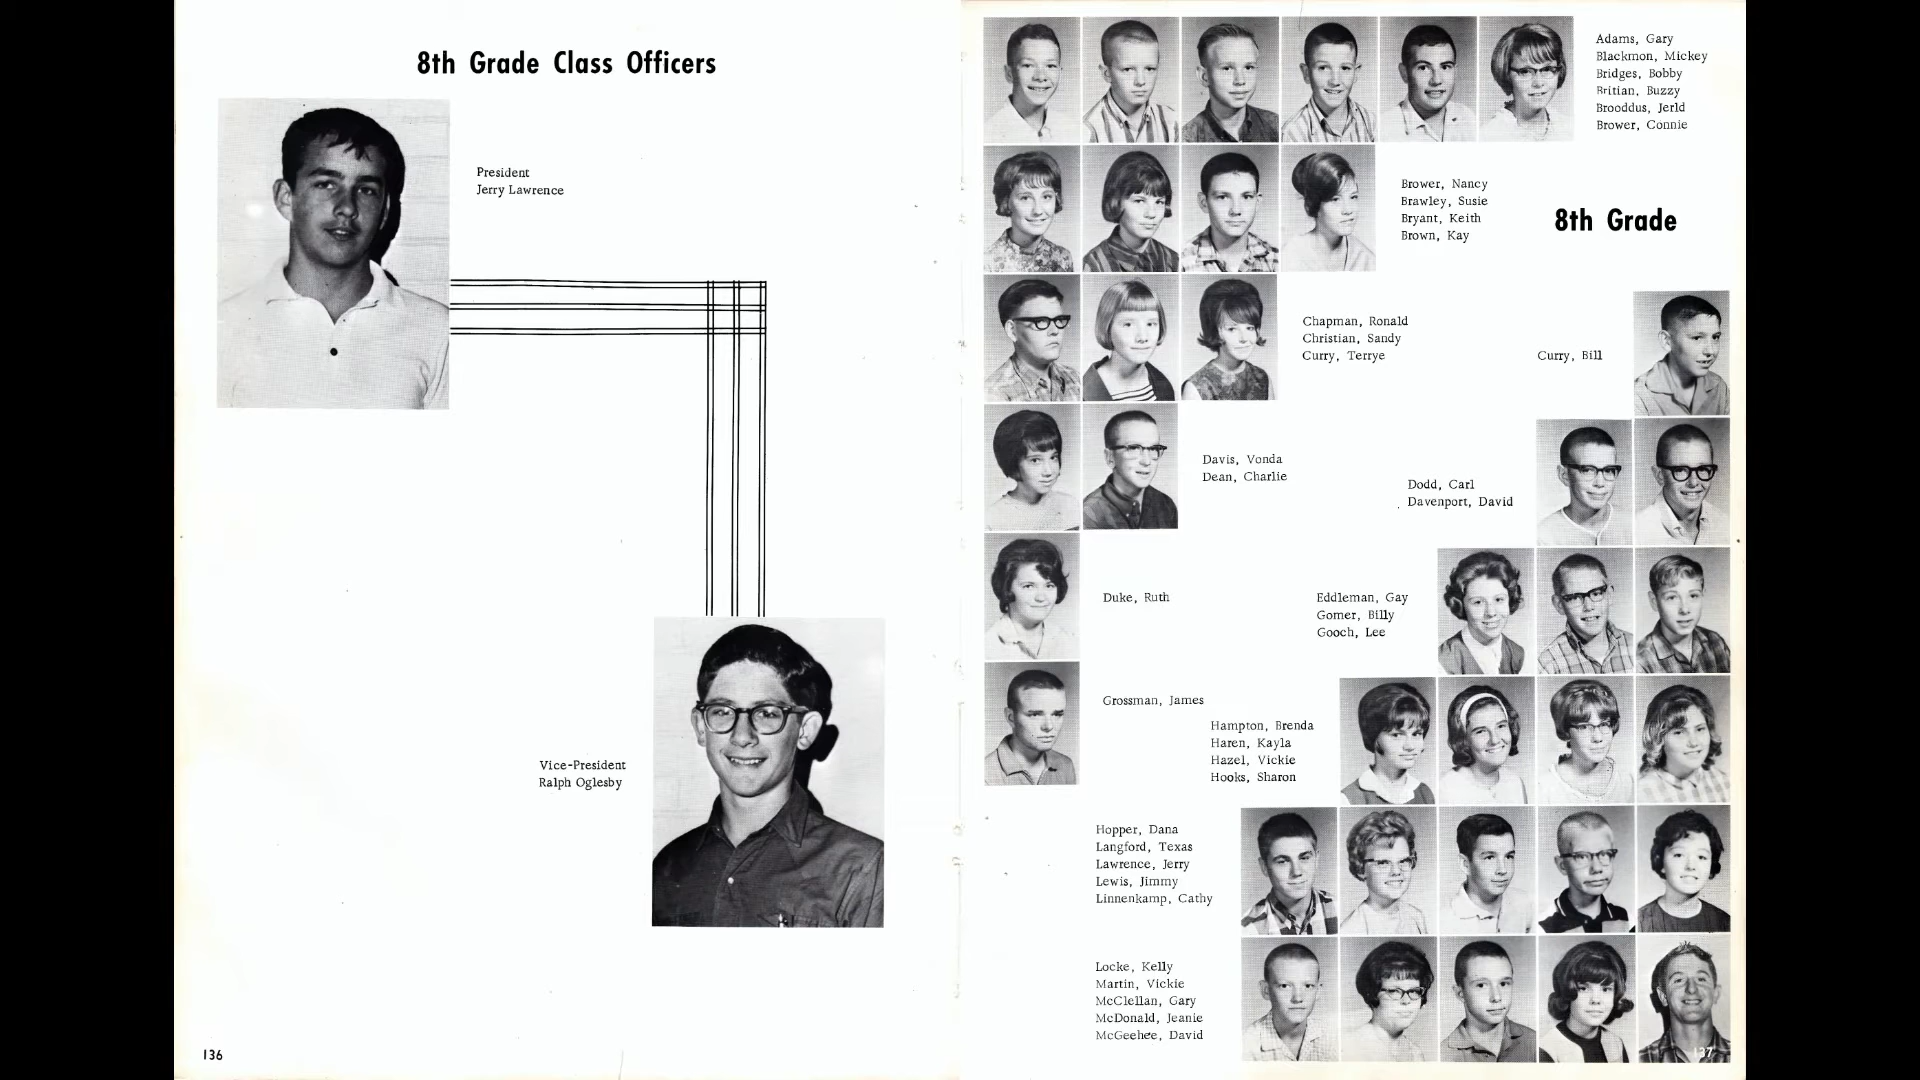 8th Grade Class Officers
President
Jerry Lawrence
Vice-President
Ralph Oglesby
136
Adams, Gary
Blackmon, Mickey
Bridges, Bobby
Britian, Buzzy
Brooddus, Jerld
Brower, Connie
Brower, Nancy
Brawley, Susie
Bryant, Keith
Brown, Kay
8th Grade
Chapman, Ronald
Christian, Sandy
Curry, Terrye
Curry, Bill
Davis, Vonda
Dean, Charlie
Dodd, Carl
Davenport, David
Duke, Ruth
Eddleman, Gay
Gomer, Billy
Gooch, Lee
Grossman, James
Hampton, Brenda
Haren, Kayla
Hazel, Vickie
Hooks, Sharon
Hopper, Dana
Langford, Texas
Lawrence, Jerry
Lewis, Jimmy
Linnenkamp, Cathy
Locke, Kelly
Martin, Vickie
McClellan, Gary
McDonald, Jeanie
McGeehee, David
137